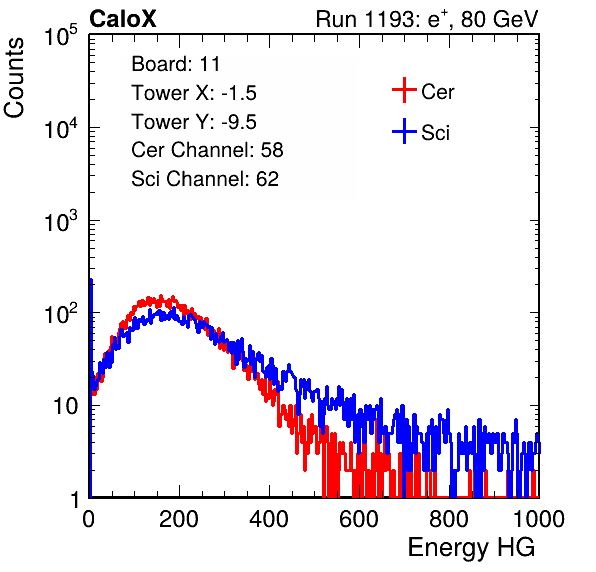 CaloX Run 1193: e⁺, 80 GeV
Counts
10⁵
10⁴
10³
10²
10
1
Board: 11
Tower X: -1.5
Tower Y: -9.5
Cer Channel: 58
Sci Channel: 62
Cer
Sci
0 200 400 600 800 1000
Energy HG